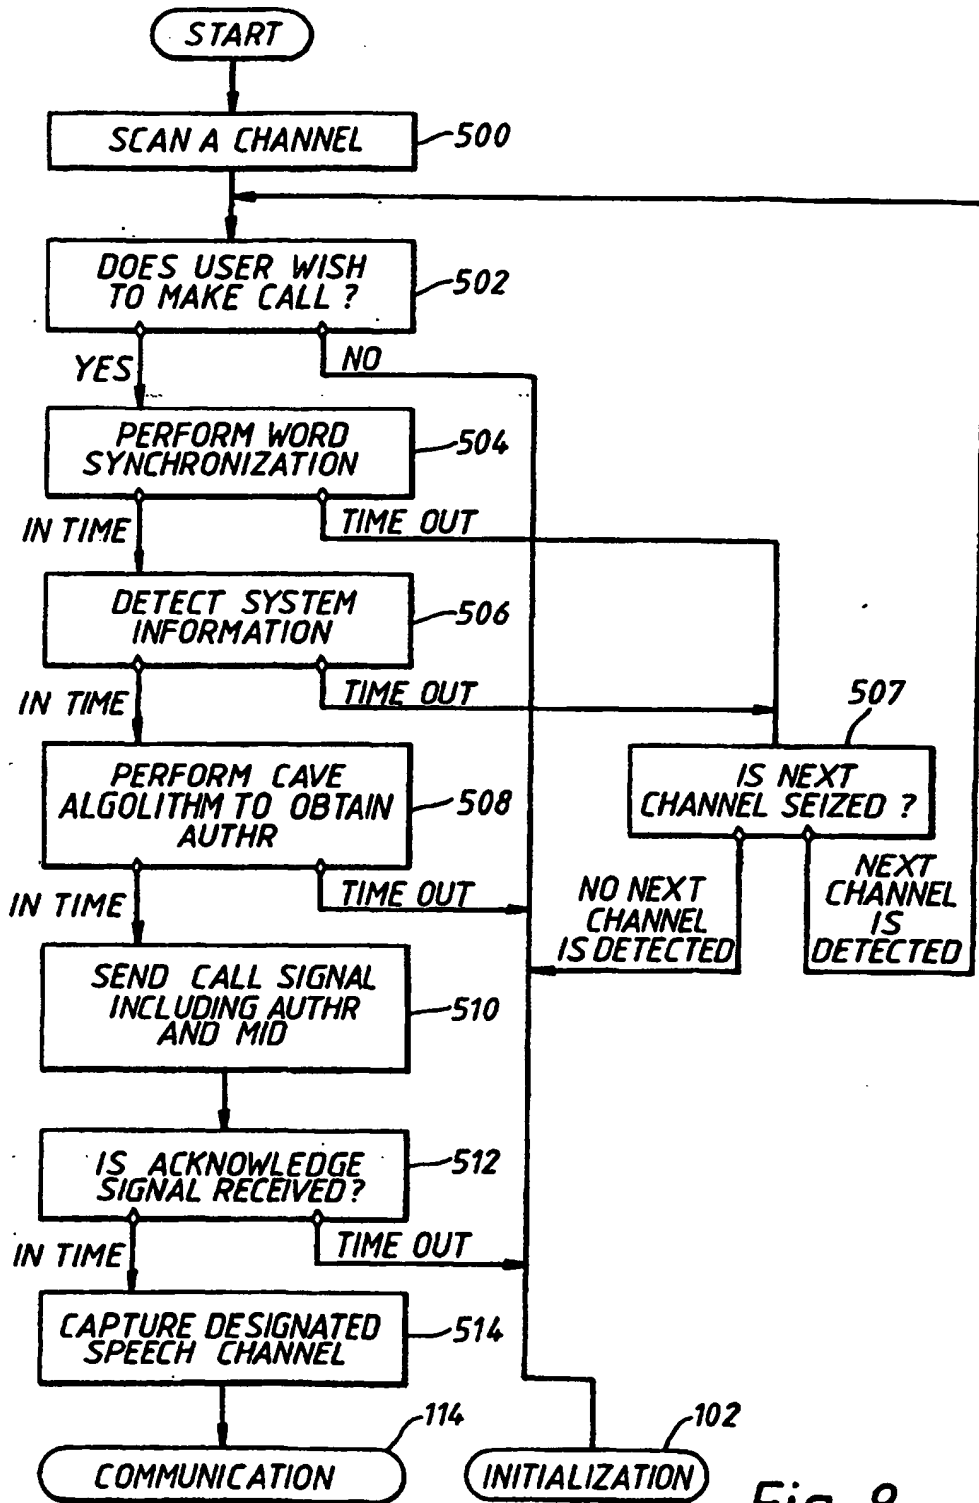 START
SCAN A CHANNEL
500
DOES USER WISH
TO MAKE CALL ?
502
YES
NO
PERFORM WORD
SYNCHRONIZATION
504
IN TIME
TIME OUT
DETECT SYSTEM
INFORMATION
506
IN TIME
TIME OUT
507
IS NEXT
CHANNEL SEIZED ?
PERFORM CAVE
ALGOLITHM TO OBTAIN
AUTHR
508
IN TIME
TIME OUT
NO NEXT
CHANNEL
IS DETECTED
NEXT
CHANNEL
IS
DETECTED
SEND CALL SIGNAL
INCLUDING AUTHR
AND MID
510
IS ACKNOWLEDGE
SIGNAL RECEIVED?
512
IN TIME
TIME OUT
CAPTURE DESIGNATED
SPEECH CHANNEL
514
114
COMMUNICATION
102
INITIALIZATION